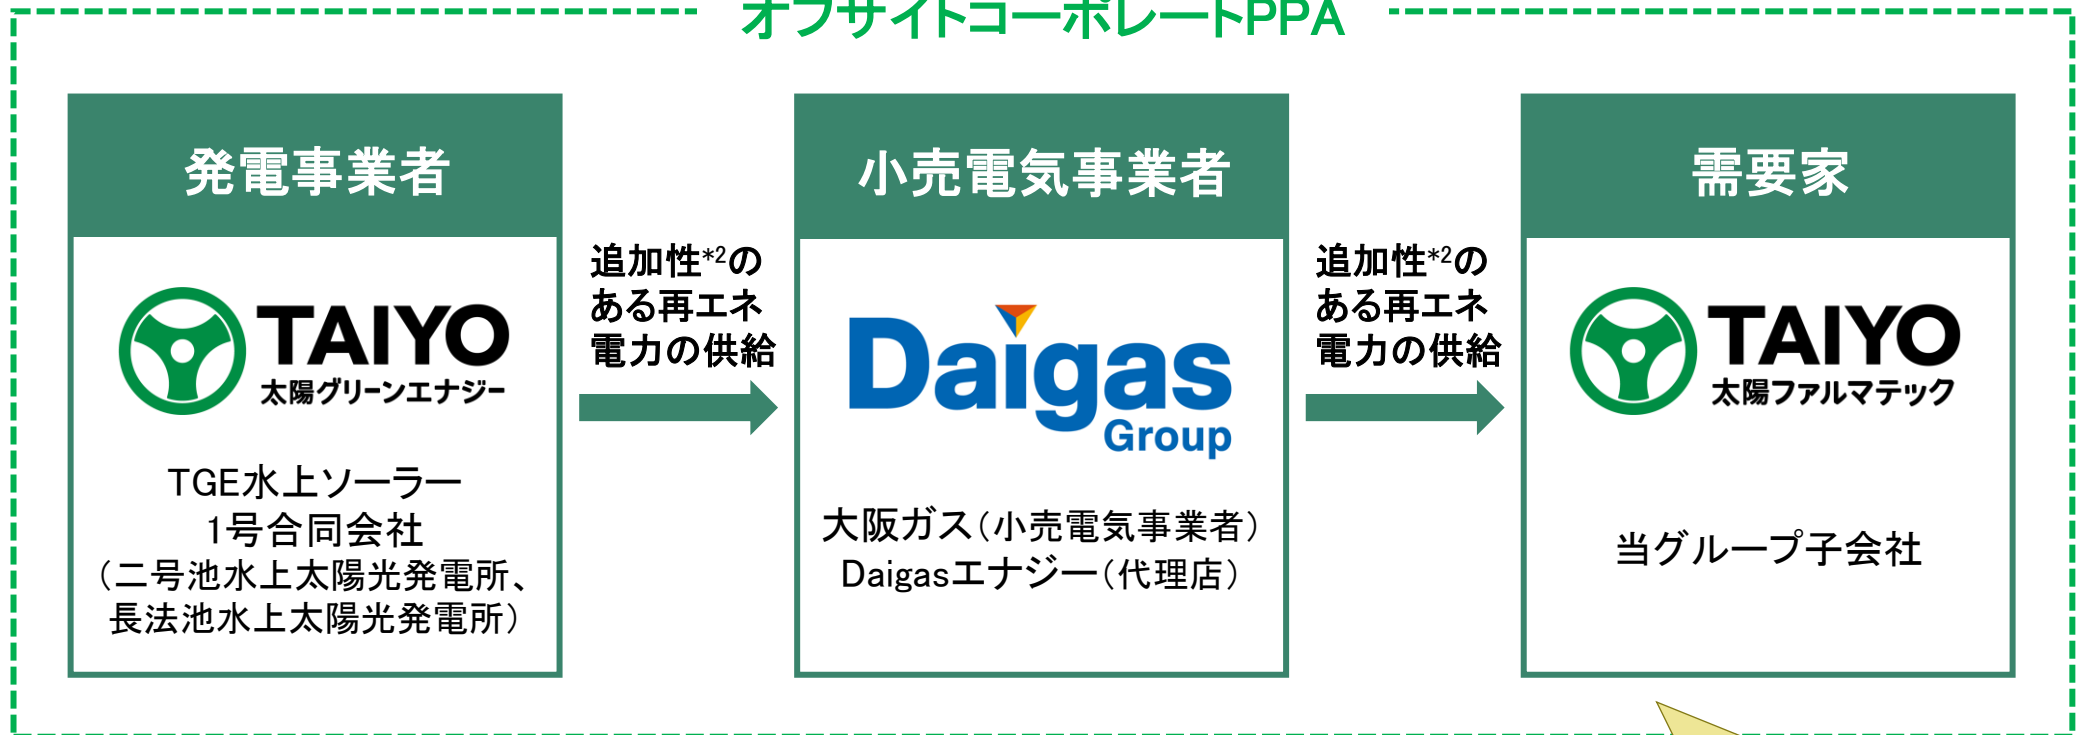 オフサイトコーポレートPPA
発電事業者
TAIYO
太陽グリーンエナジー
TGE水上ソーラー
1号合同会社
（二号池水上太陽光発電所、
長法池水上太陽光発電所）
追加性*2の
ある再エネ
電力の供給
小売電気事業者
Daigas
Group
大阪ガス（小売電気事業者）
Daigasエナジー（代理店）
追加性*2の
ある再エネ
電力の供給
需要家
TAIYO
太陽ファルマテック
当グループ子会社